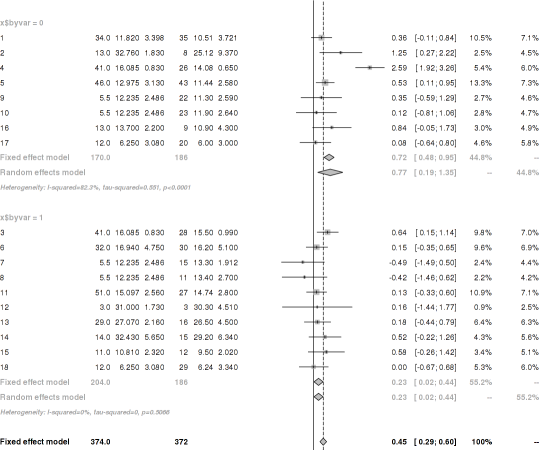 x$byvar = 0
1 34.0 11.820 3.398 35 10.51 3.721 0.36 [-0.11; 0.84] 10.5% 7.1%
2 13.0 32.760 1.830 8 25.12 9.370 1.25 [ 0.27; 2.22] 2.5% 4.5%
4 41.0 16.085 0.830 26 14.08 0.650 2.59 [ 1.92; 3.26] 5.4% 6.0%
5 46.0 12.975 3.130 43 11.44 2.580 0.53 [ 0.11; 0.95] 13.3% 7.3%
9 5.5 12.235 2.486 22 11.30 2.590 0.35 [-0.59; 1.29] 2.7% 4.6%
10 5.5 12.235 2.486 23 11.90 2.640 0.12 [-0.81; 1.06] 2.8% 4.7%
16 13.0 13.700 2.200 9 10.90 4.300 0.84 [-0.05; 1.73] 3.0% 4.9%
17 12.0 6.250 3.080 20 6.00 3.000 0.08 [-0.64; 0.80] 4.6% 5.8%
Fixed effect model 170.0 186 0.72 [ 0.48; 0.95] 44.8% --
Random effects model 0.77 [ 0.19; 1.35] -- 44.8%
Heterogeneity: I-squared=82.3%, tau-squared=0.551, p<0.0001
x$byvar = 1
3 41.0 16.085 0.830 28 15.50 0.990 0.64 [ 0.15; 1.14] 9.8% 7.0%
6 32.0 16.940 4.750 30 16.20 5.100 0.15 [-0.35; 0.65] 9.6% 6.9%
7 5.5 12.235 2.486 15 13.30 1.912 -0.49 [-1.49; 0.50] 2.4% 4.4%
8 5.5 12.235 2.486 11 13.40 2.700 -0.42 [-1.46; 0.62] 2.2% 4.2%
11 51.0 15.097 2.560 27 14.74 2.800 0.13 [-0.33; 0.60] 10.9% 7.1%
12 3.0 31.000 1.730 3 30.30 4.510 0.16 [-1.44; 1.77] 0.9% 2.5%
13 29.0 27.070 2.160 16 26.50 4.500 0.18 [-0.44; 0.79] 6.4% 6.3%
14 14.0 32.430 5.650 15 29.20 6.340 0.52 [-0.22; 1.26] 4.3% 5.6%
15 11.0 10.810 2.320 12 9.50 2.020 0.58 [-0.26; 1.42] 3.4% 5.1%
18 12.0 6.250 3.080 29 6.24 3.340 0.00 [-0.67; 0.68] 5.3% 6.0%
Fixed effect model 204.0 186 0.23 [ 0.02; 0.44] 55.2% --
Random effects model 0.23 [ 0.02; 0.44] -- 55.2%
Heterogeneity: I-squared=0%, tau-squared=0, p=0.5088
Fixed effect model 374.0 372 0.45 [ 0.29; 0.60] 100% --